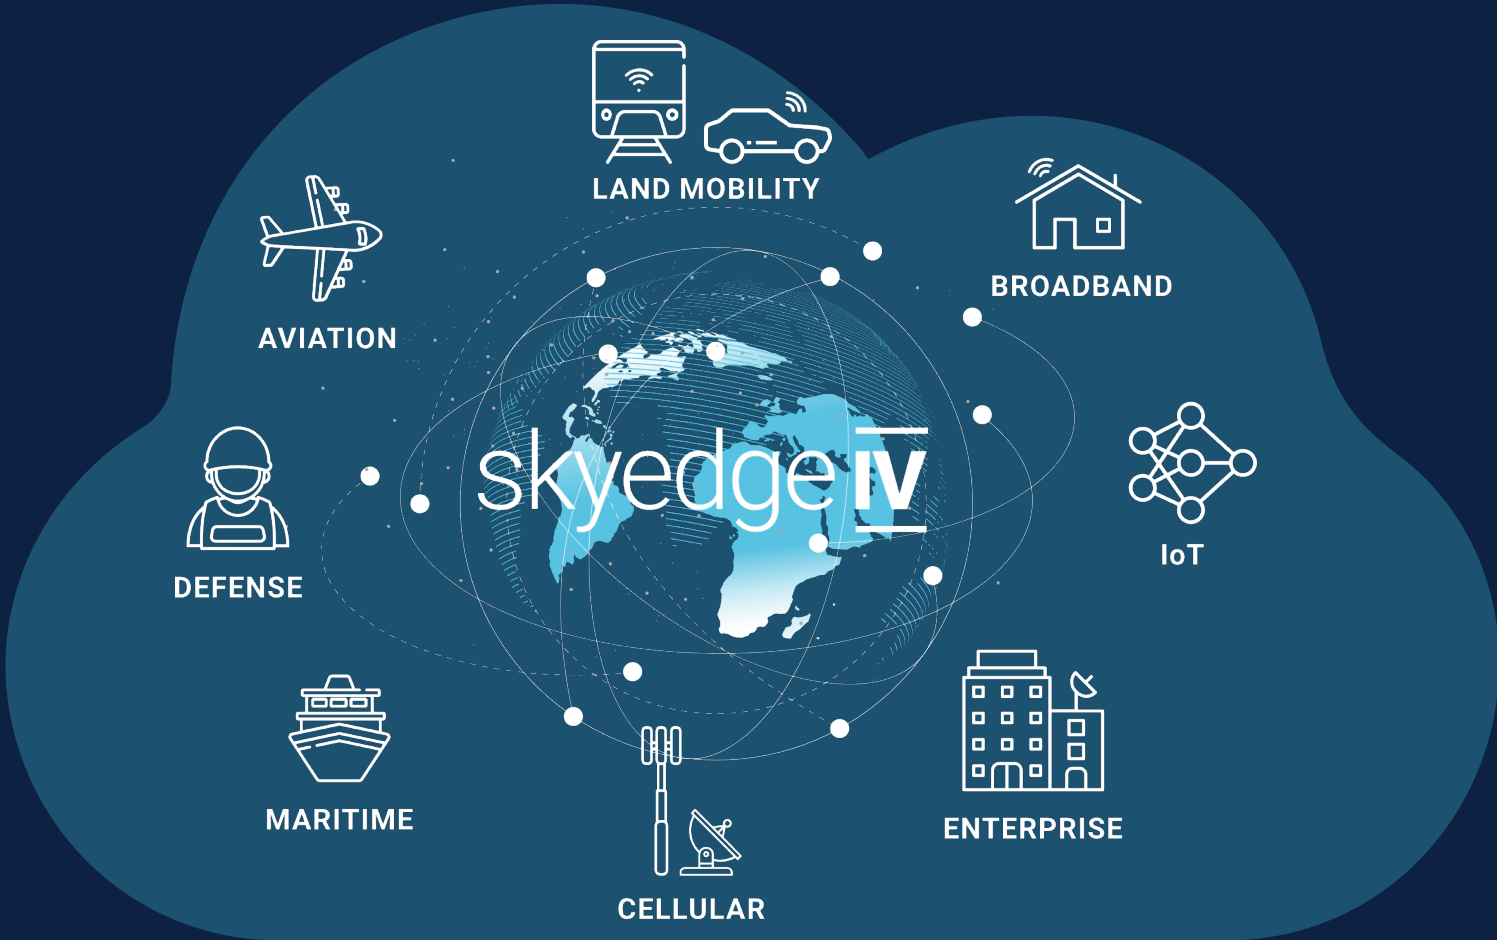 LAND MOBILITY
BROADBAND
AVIATION
skyedge iv
IoT
DEFENSE
MARITIME
ENTERPRISE
CELLULAR